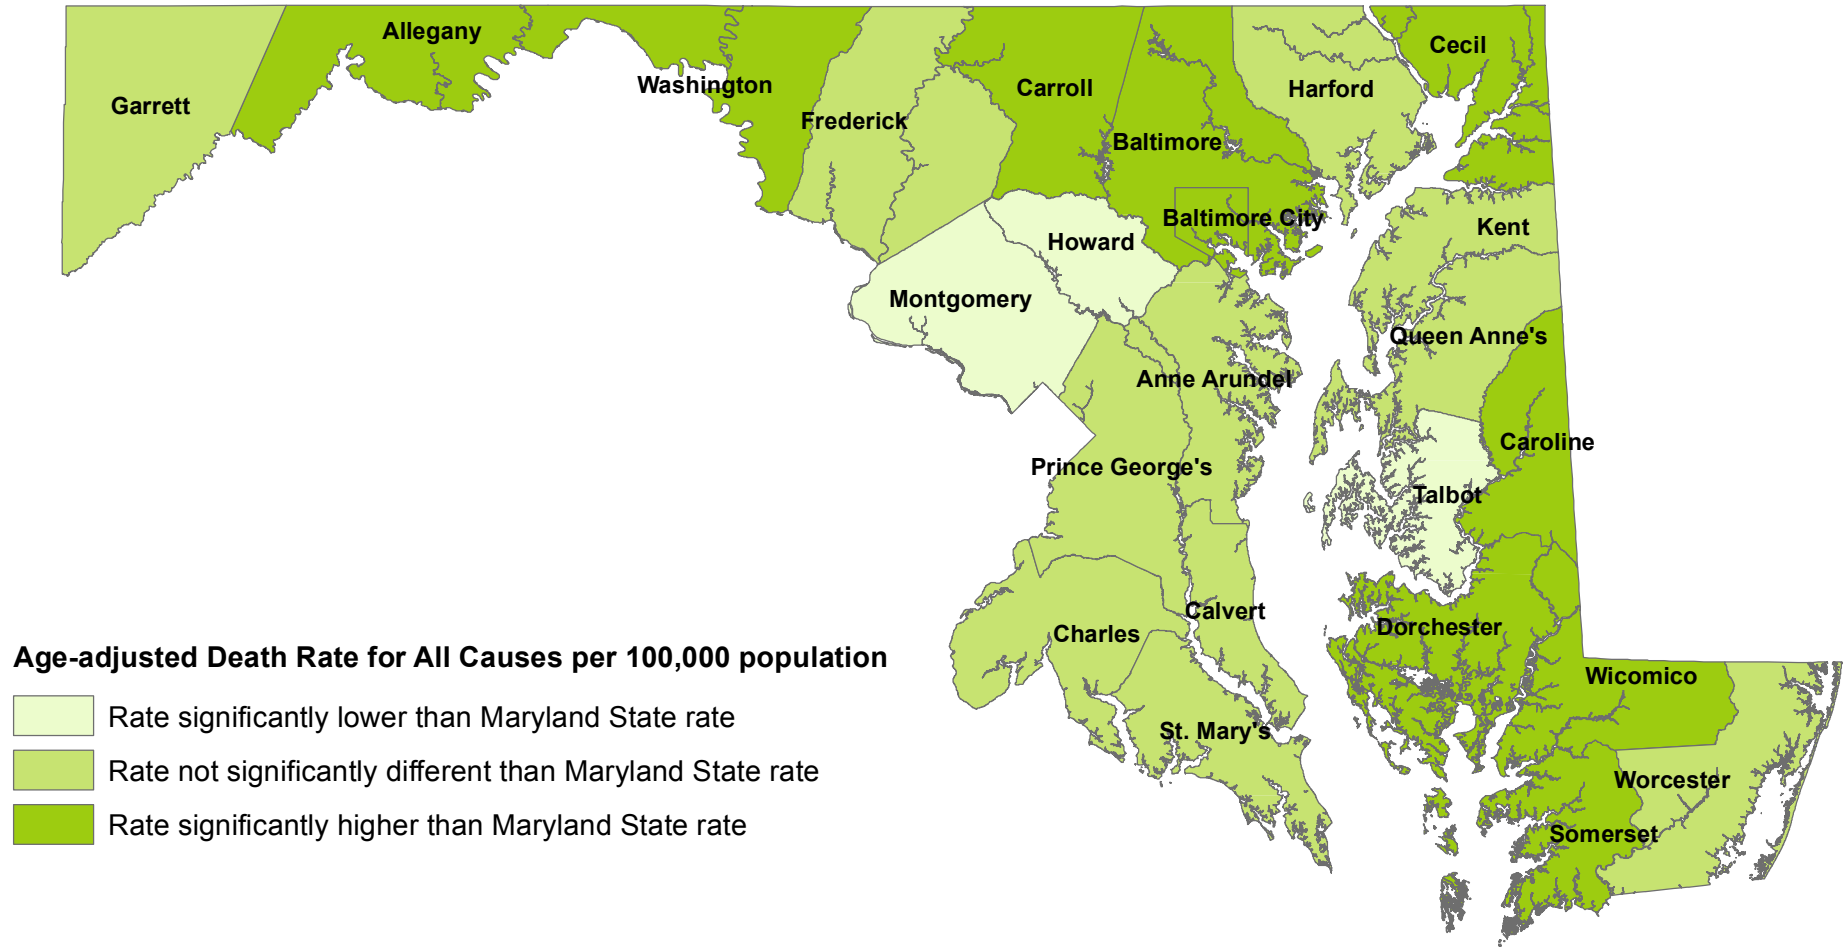 Allegany
Cecil
Washington
Carroll
Harford
Garrett
Frederick
Baltimore
Baltimore City
Kent
Howard
Montgomery
Queen Anne's
Anne Arundel
Caroline
Prince George's
Talbot
Calvert
Charles
Dorchester
Wicomico
St. Mary's
Worcester
Somerset
Age-adjusted Death Rate for All Causes per 100,000 population
Rate significantly lower than Maryland State rate
Rate not significantly different than Maryland State rate
Rate significantly higher than Maryland State rate